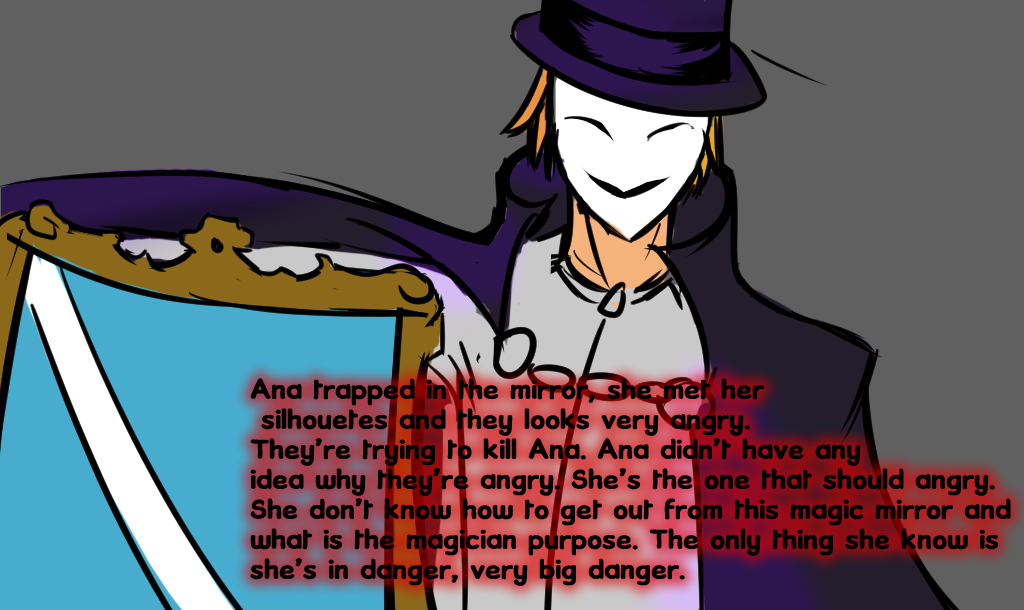 Ana trapped in the mirror, she met her
silhouetes and they looks very angry.
They're trying to kill Ana. Ana didn't have any
idea why they're angry. She's the one that should angry.
She don't know how to get out from this magic mirror and
what is the magician purpose. The only thing she know is
she's in danger, very big danger.